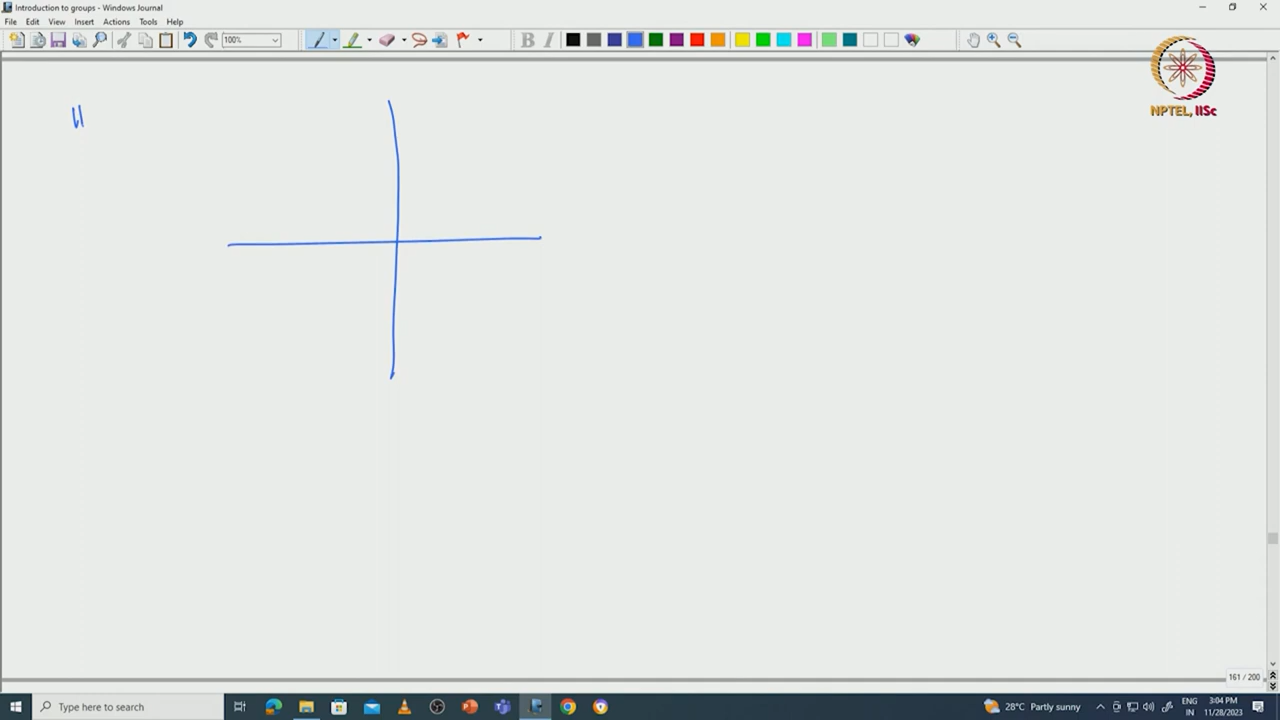 Introduction to groups - Windows Journal
File Edit View Insert Actions Tools Help
100%
B I
NPTEL, IISc
161 / 200
Type here to search
28°C Partly sunny
ENG
IN
3:04 PM
11/28/2023